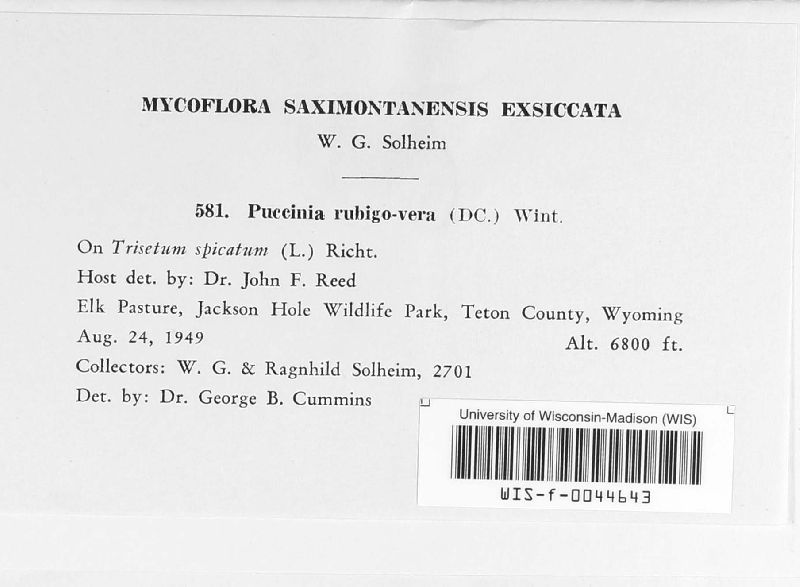 MYCOFLORA SAXIMONTANENSIS EXSICCATA
W. G. Solheim
581. Puccinia rubigo-vera (DC.) Wint.
On Trisetum spicatum (L.) Richt.
Host det. by: Dr. John F. Reed
Elk Pasture, Jackson Hole Wildlife Park, Teton County, Wyoming
Aug. 24, 1949 Alt. 6800 ft.
Collectors: W. G. & Ragnhild Solheim, 2701
Det. by: Dr. George B. Cummins
University of Wisconsin-Madison (WIS)
WIS-f-0044643